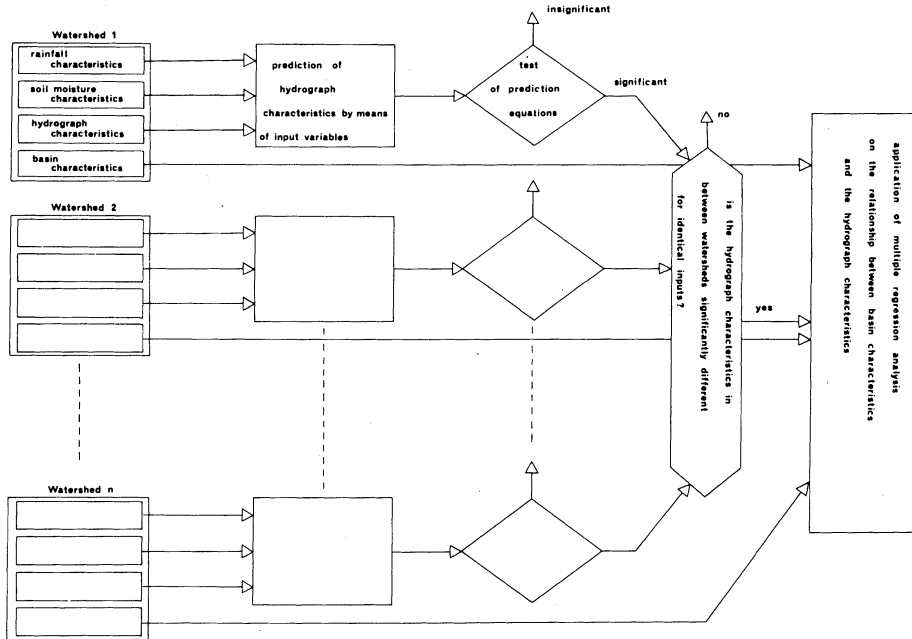 Watershed 1
rainfall
characteristics
soil moisture
characteristics
hydrograph
characteristics
basin
characteristics
prediction of
hydrograph
characteristics by means
of input variables
insignificant
test
of prediction
equations
significant
no
is the hydrograph characteristics in
between watersheds significantly different
for identical inputs?
yes
application of multiple regression analysis
on the relationship between basin characteristics
and the hydrograph characteristics
Watershed 2
Watershed n